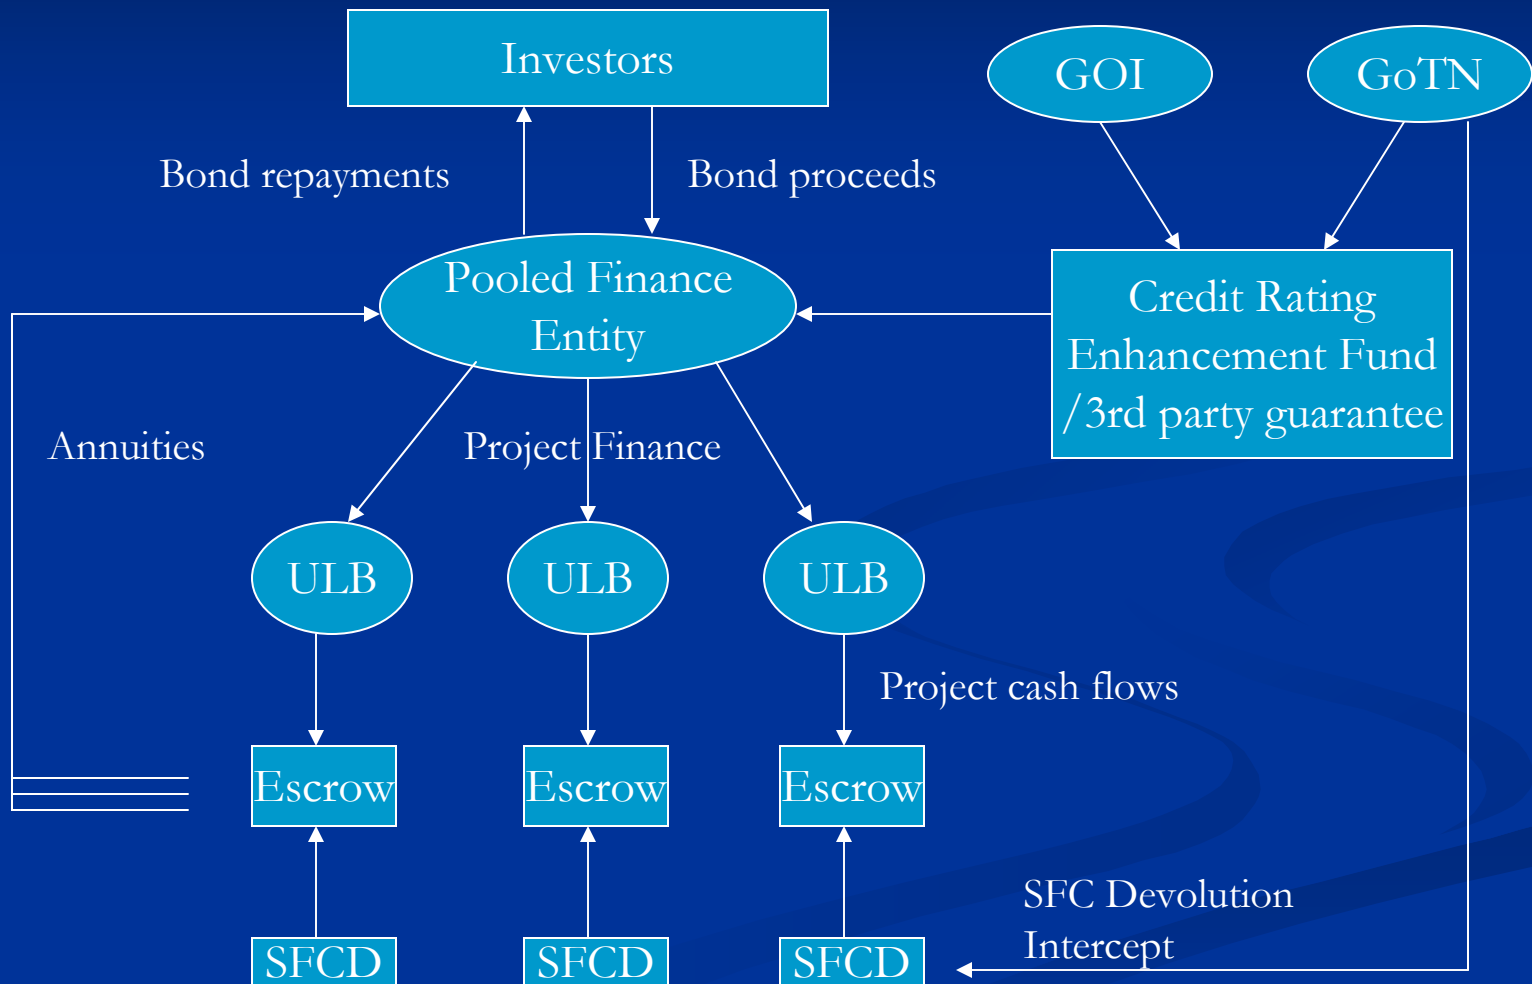 Investors
GOI
GoTN
Bond repayments
Bond proceeds
Pooled Finance
Entity
Credit Rating
Enhancement Fund
/3rd party guarantee
Annuities
Project Finance
ULB
ULB
ULB
Project cash flows
Escrow
Escrow
Escrow
SFC Devolution
Intercept
SFCD
SFCD
SFCD